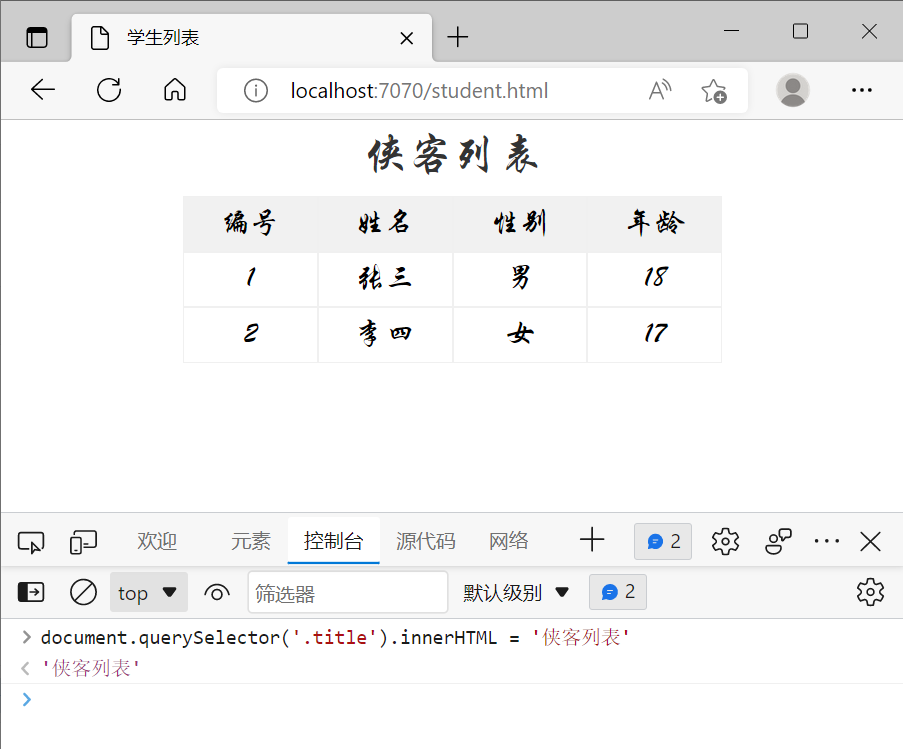 学生列表
localhost:7070/student.html
侠客列表
编号 姓名 性别 年龄
1 张三 男 18
2 李四 女 17
欢迎 元素 控制台 源代码 网络 2
top 筛选器 默认级别 2
document.querySelector('.title').innerHTML = '侠客列表'
'侠客列表'